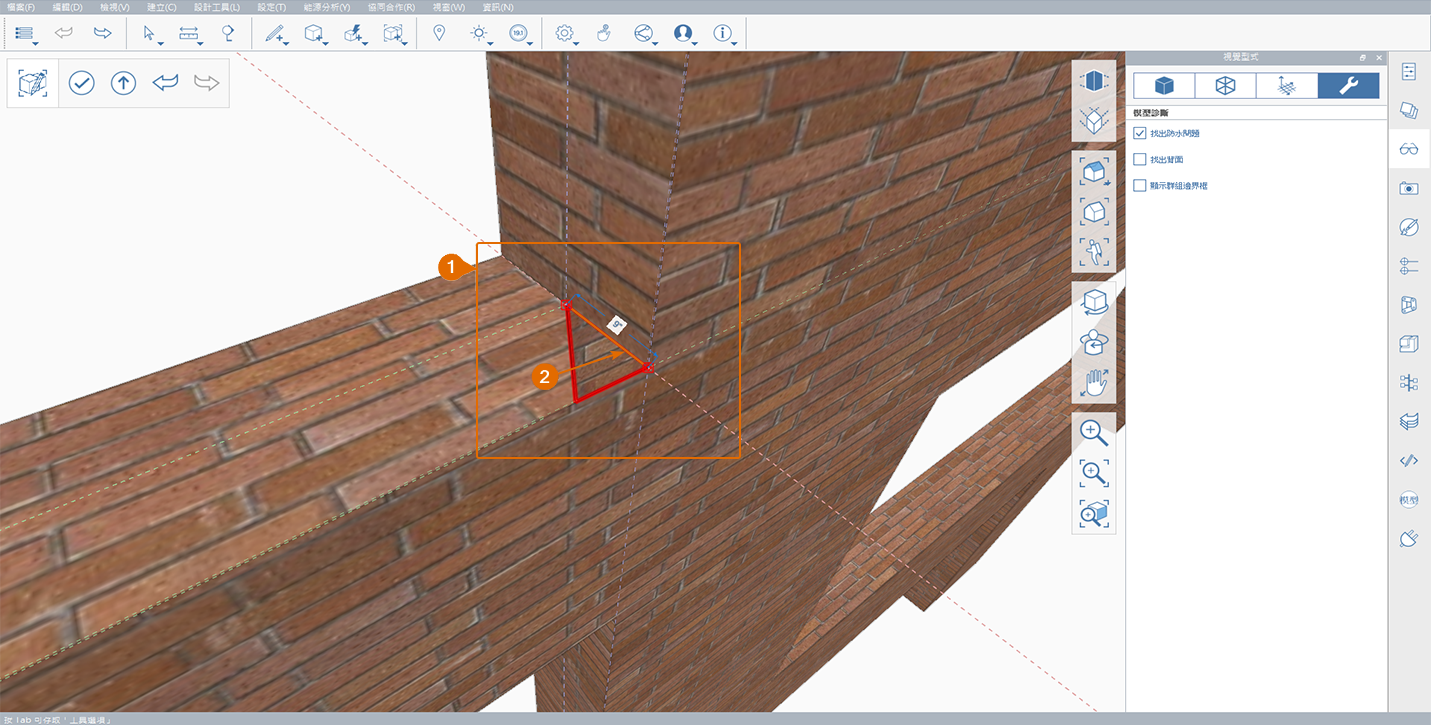 檔案(F) 編輯(D) 檢視(V) 建立(C) 設計工具(L) 設定(T) 能源分析(Y) 協同合作(R) 視窗(W) 資訊(N)
19.1
視覺型式
模型診斷
找出防水問題
找出背面
顯示群組邊界框
1
9"
2
模型
按 Tab 可存取「工具選項」